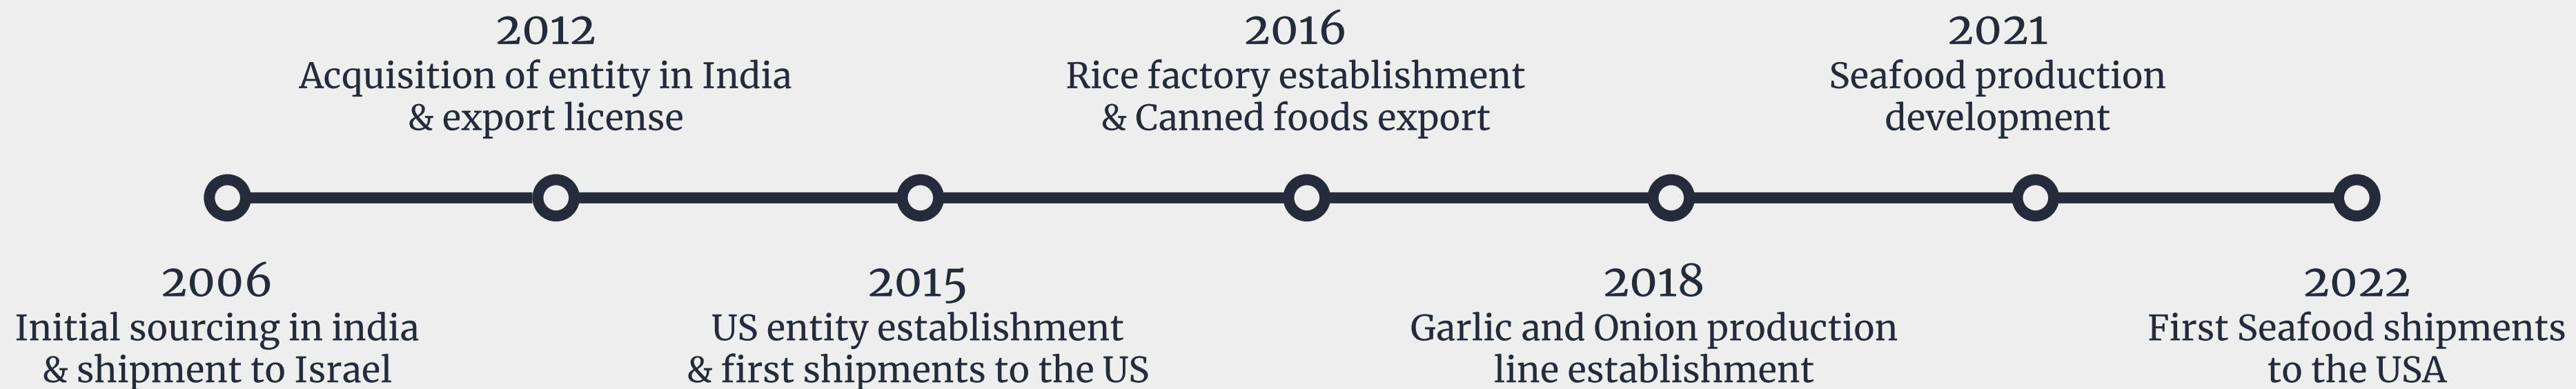 2006
Initial sourcing in india
& shipment to Israel
2012
Acquisition of entity in India
& export license
2015
US entity establishment
& first shipments to the US
2016
Rice factory establishment
& Canned foods export
2018
Garlic and Onion production
line establishment
2021
Seafood production
development
2022
First Seafood shipments
to the USA